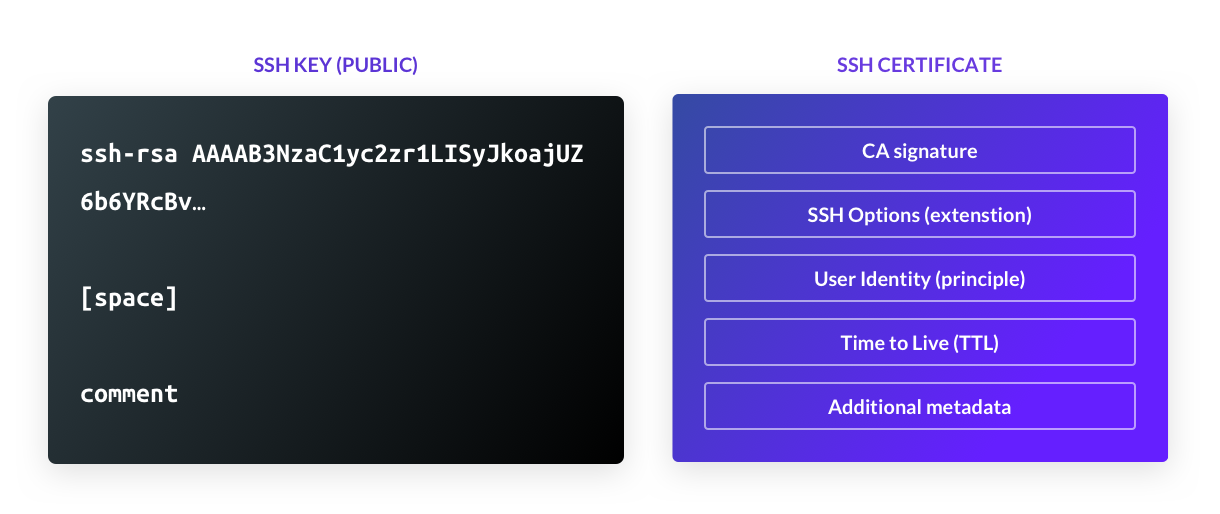 SSH KEY (PUBLIC)
ssh-rsa AAAAB3NzaC1yc2zr1LISyJkoajUZ
6b6YRcBv…
[space]
comment
SSH CERTIFICATE
CA signature
SSH Options (extenstion)
User Identity (principle)
Time to Live (TTL)
Additional metadata